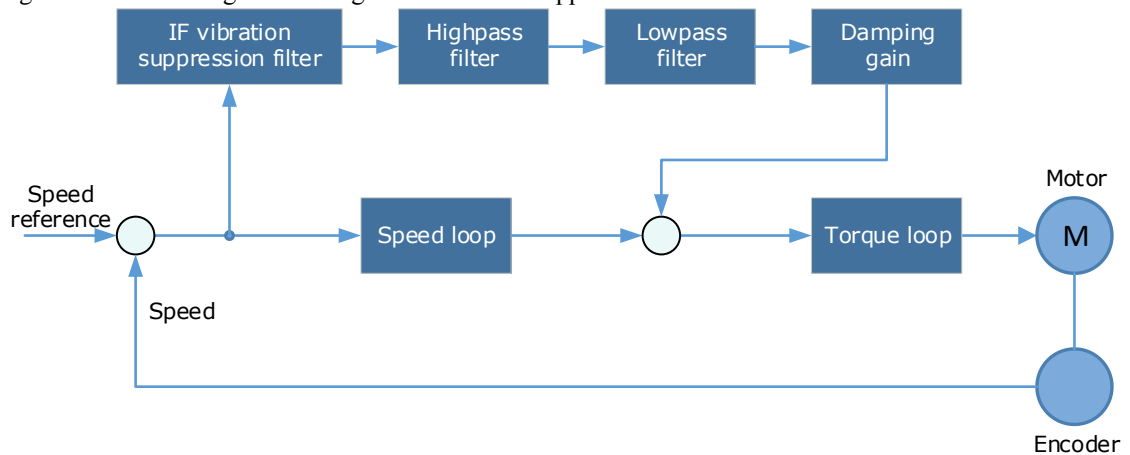 IF vibration
suppression filter
Highpass
filter
Lowpass
filter
Damping
gain
Speed
reference
Speed loop
Torque loop
Motor
M
Speed
Encoder